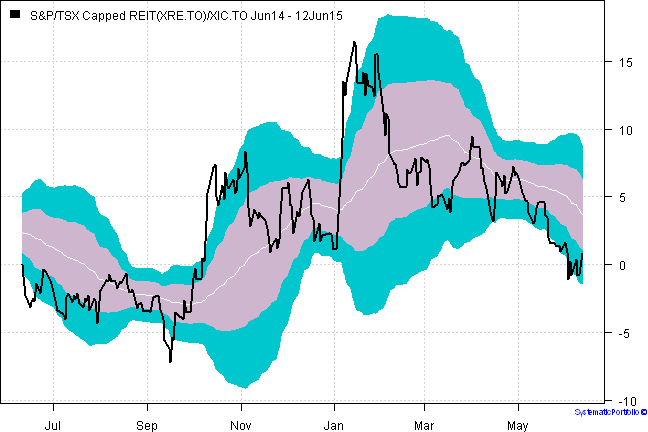 S&P/TSX Capped REIT(XRE.TO)/XIC.TO Jun14 - 12Jun15
15
10
5
0
-5
-10
Jul Sep Nov Jan Mar May
SystematicPortfolio ©